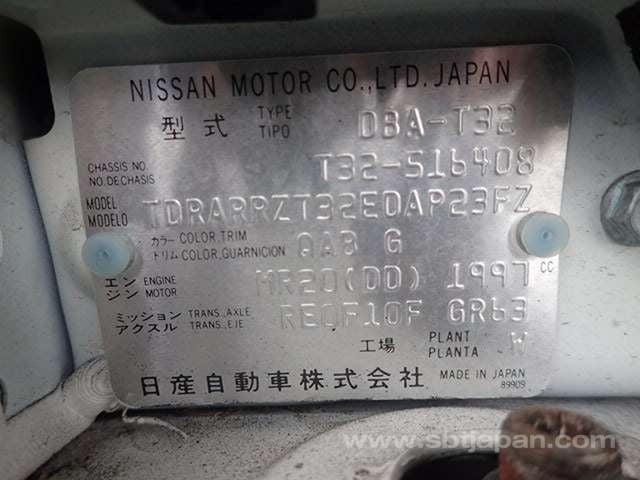 NISSAN MOTOR CO., LTD. JAPAN
型式 TYPE TIPO DBA-T32
CHASSIS NO. NO. DE CHASIS T32-516408
MODEL MODELO TDRARRZT32EDAP23FZ
カラー トリム COLOR, TRIM COLOR, GUARNICION QAB G
エンジン ENGINE MOTOR MR20(DD) 1997 CC
ミッション アクスル TRANS., AXLE TRANS., EJE RE0F10F GR63
工場 PLANT PLANTA W
日産自動車株式会社 MADE IN JAPAN
89909
www.sbtjapan.com